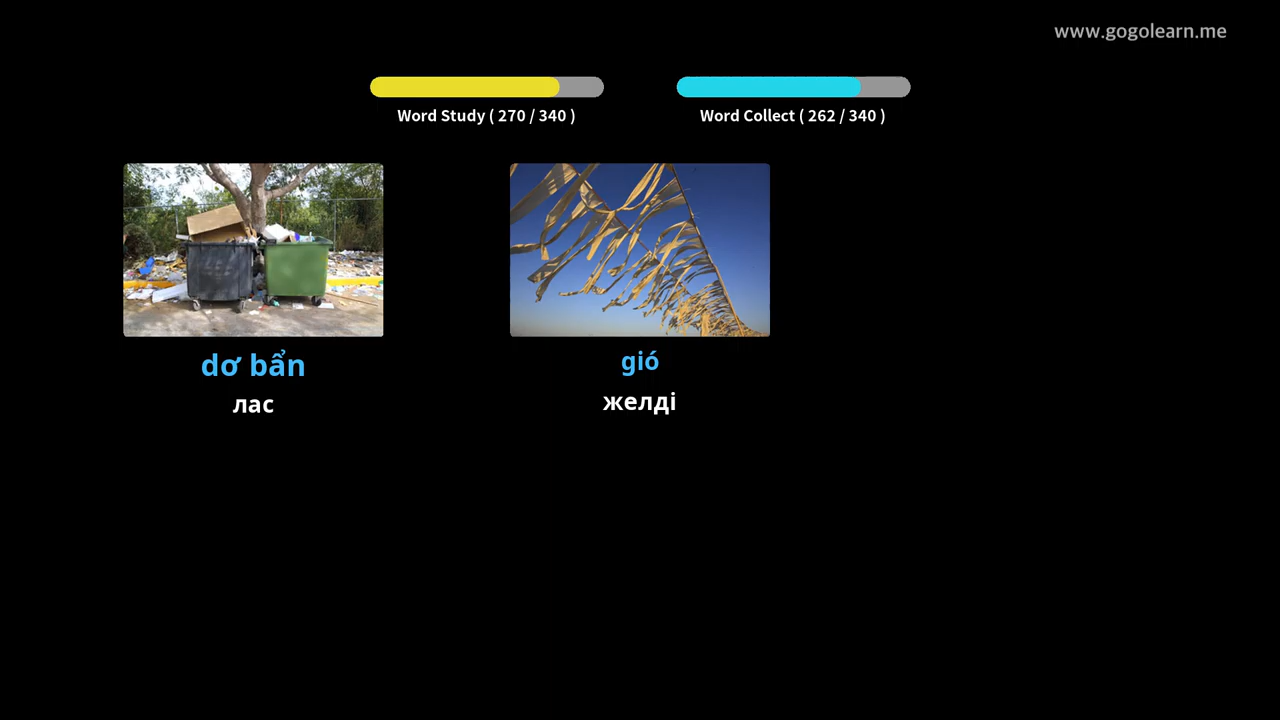 www.gogolearn.me
Word Study ( 270 / 340 )
Word Collect ( 262 / 340 )
dơ bẩn
лас
gió
желді